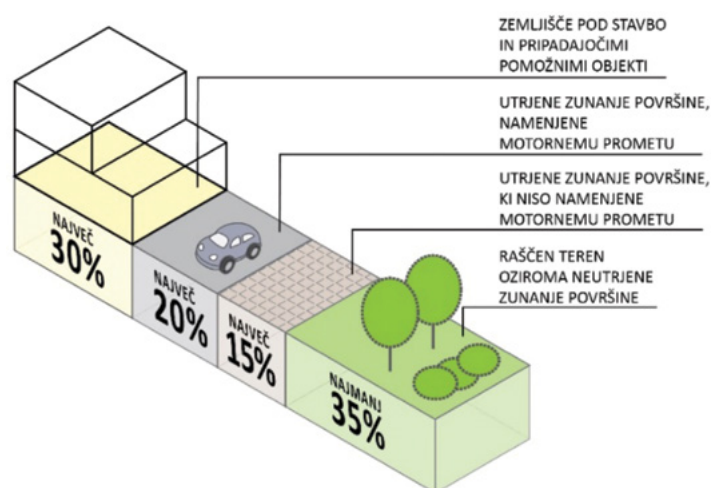 ZEMLJIŠČE POD STAVBO
IN PRIPADAJOČIMI
POMOŽNIMI OBJEKTI
UTRJENE ZUNANJE POVRŠINE,
NAMENJENE
MOTORNEMU PROMETU
UTRJENE ZUNANJE POVRŠINE,
KI NISO NAMENJENE
MOTORNEMU PROMETU
RAŠČEN TEREN
OZIROMA NEUTRJENE
ZUNANJE POVRŠINE
NAJVEČ
30%
NAJVEČ
20%
NAJVEČ
15%
NAJMANJ
35%